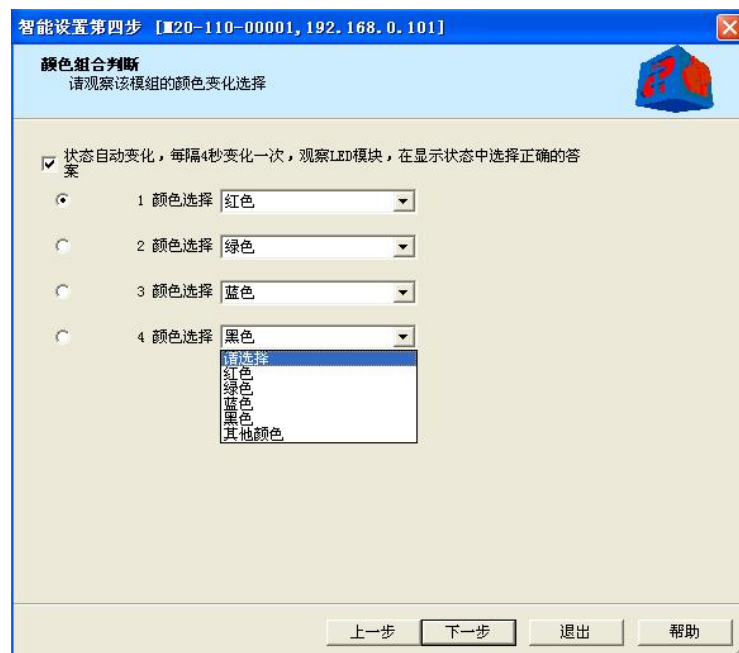 智能设置第四步 [M20-110-00001,192.168.0.101]
颜色组合判断
请观察该模组的颜色变化选择
状态自动变化，每隔4秒变化一次，观察LED模块，在显示状态中选择正确的答
案
1 颜色选择 红色
2 颜色选择 绿色
3 颜色选择 蓝色
4 颜色选择 黑色
请选择
红色
绿色
蓝色
黑色
其他颜色
上一步 下一步 退出 帮助